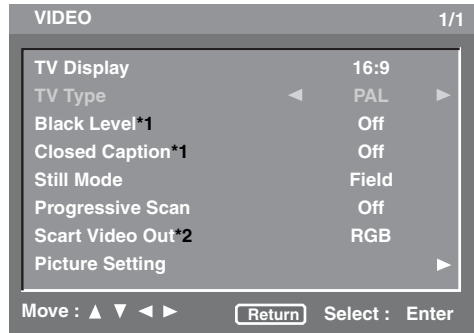 VIDEO 1/1
TV Display 16:9
TV Type ◀ PAL ▶
Black Level*1 Off
Closed Caption*1 Off
Still Mode Field
Progressive Scan Off
Scart Video Out*2 RGB
Picture Setting ▶
Move : ▲ ▼ ◀ ▶ Return Select : Enter